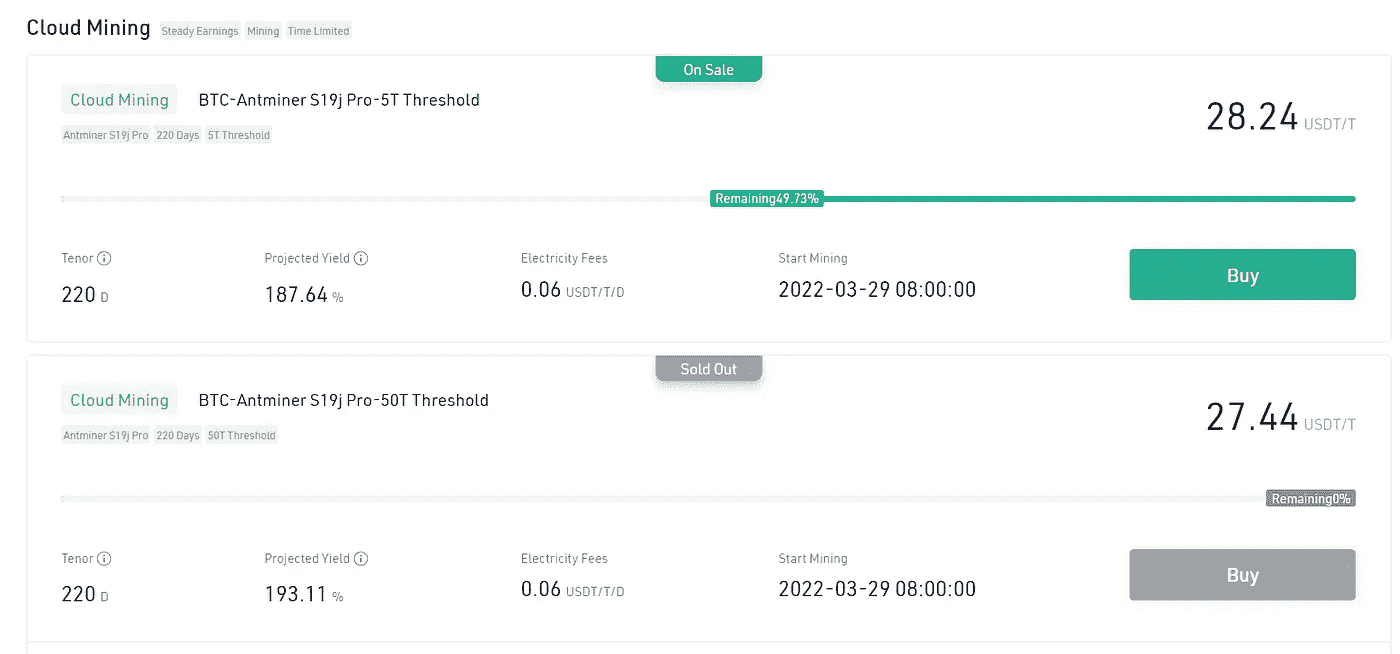 Cloud Mining Steady Earnings Mining Time Limited
On Sale
Cloud Mining BTC-Antminer S19j Pro-5T Threshold
28.24 USDT/T
Antminer S19j Pro 220 Days 5T Threshold
Remaining49.73%
Tenor Projected Yield Electricity Fees Start Mining
220 D 187.64 % 0.06 USDT/T/D 2022-03-29 08:00:00
Buy
Sold Out
Cloud Mining BTC-Antminer S19j Pro-50T Threshold
27.44 USDT/T
Antminer S19j Pro 220 Days 50T Threshold
Remaining0%
Tenor Projected Yield Electricity Fees Start Mining
220 D 193.11 % 0.06 USDT/T/D 2022-03-29 08:00:00
Buy